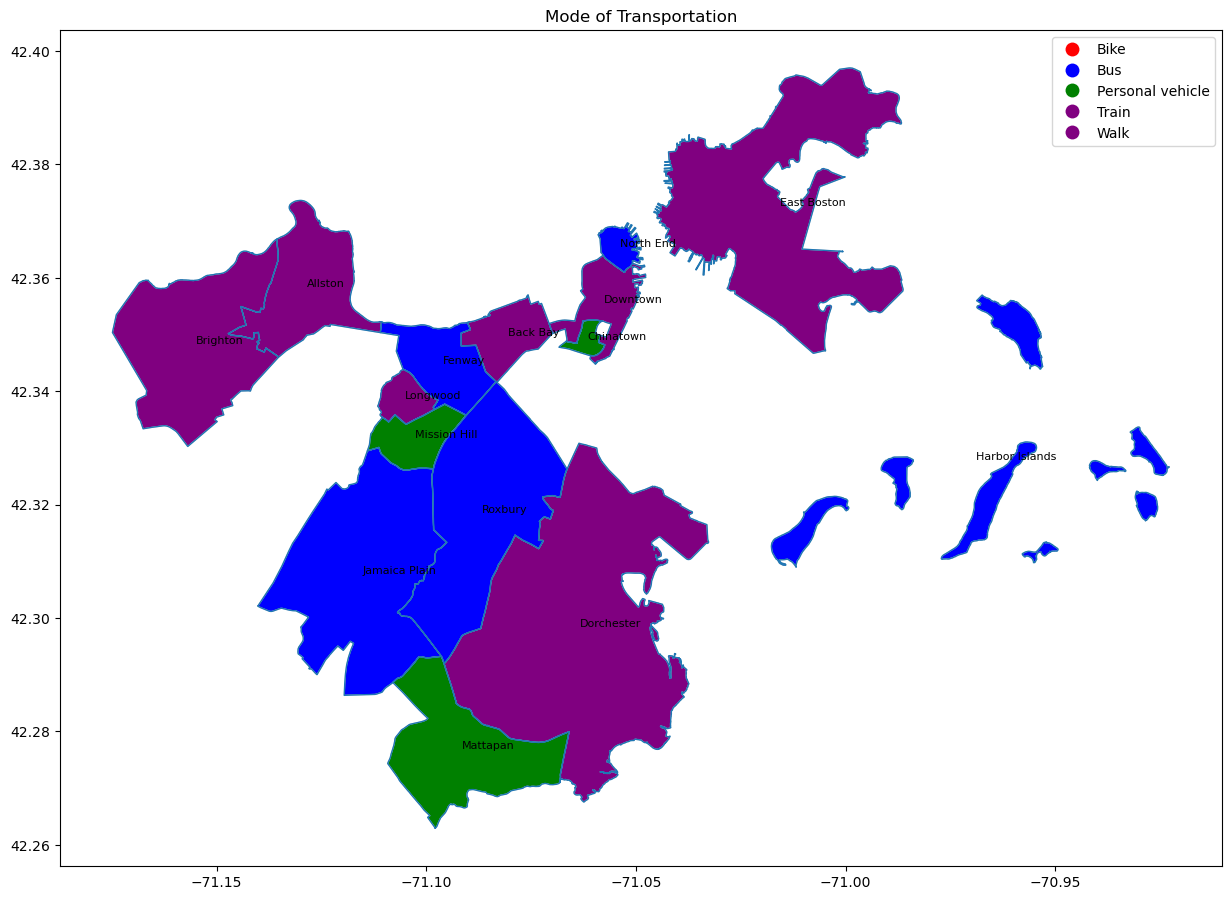 Mode of Transportation
Bike
Bus
Personal vehicle
Train
Walk
42.40
42.38
42.36
42.34
42.32
42.30
42.28
42.26
East Boston
North End
Allston
Downtown
Back Bay
Chinatown
Brighton
Fenway
Longwood
Mission Hill
Harbor Islands
Roxbury
Jamaica Plain
Dorchester
Mattapan
−71.15
−71.10
−71.05
−71.00
−70.95